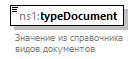 ns1:typeDocument
Значение из справочника
видов документов